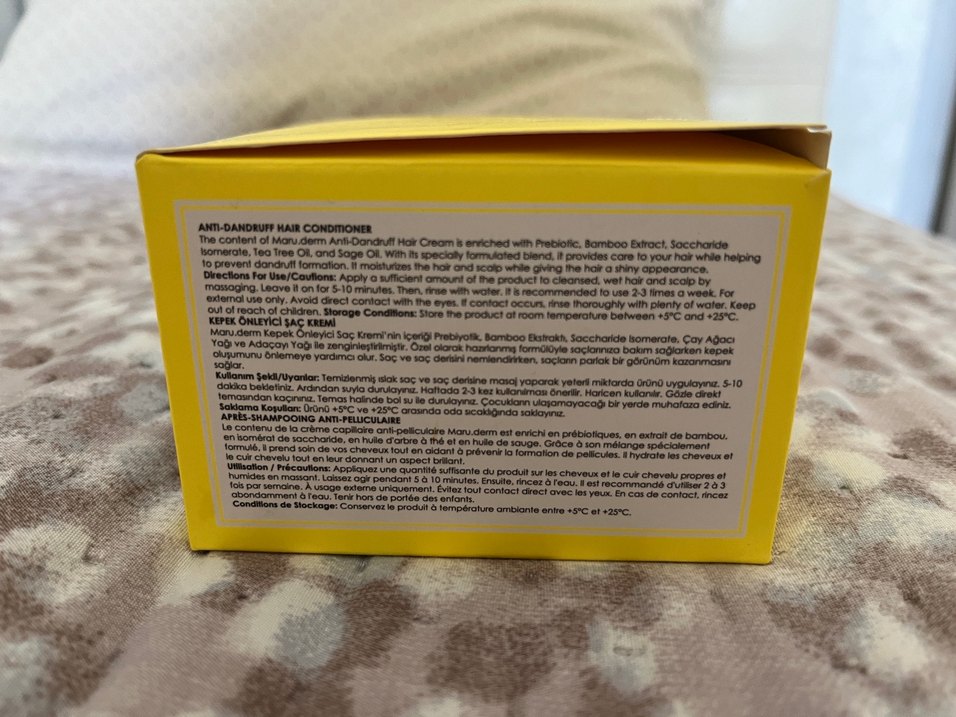 ANTI-DANDRUFF HAIR CONDITIONER
The content of Maru.derm Anti-Dandruff Hair Cream is enriched with Prebiotic, Bamboo Extract, Saccharide
Isomerate, Tea Tree Oil, and Sage Oil. With its specially formulated blend, it provides care to your hair while helping
to prevent dandruff formation. It moisturizes the hair and scalp while giving the hair a shiny appearance.
Directions For Use/Cautions: Apply a sufficient amount of the product to cleansed, wet hair and scalp by
massaging. Leave it on for 5-10 minutes. Then, rinse with water. It is recommended to use 2-3 times a week. For
external use only. Avoid direct contact with the eyes. If contact occurs, rinse thoroughly with plenty of water. Keep
out of reach of children. Storage Conditions: Store the product at room temperature between +5°C and +25°C.
KEPEK ÖNLEYİCİ SAÇ KREMİ
Maru.derm Kepek Önleyici Saç Kremi'nin içeriği Prebiyotik, Bamboo Ekstraktı, Saccharide Isomerate, Çay Ağacı
Yağı ve Adaçayı Yağı ile zenginleştirilmiştir. Özel olarak hazırlanmış formülüyle saçlarınıza bakım sağlarken kepek
oluşumunu önlemeye yardımcı olur. Saç ve saç derisini nemlendirirken, saçların parlak bir görünüm kazanmasını
sağlar.
Kullanım Şekli/Uyarılar: Temizlenmiş ıslak saç ve saç derisine masaj yaparak yeterli miktarda ürünü uygulayınız. 5-10
dakika bekletiniz. Ardından suyla durulayınız. Haftada 2-3 kez kullanılması önerilir. Haricen kullanılır. Gözle direkt
temasından kaçınınız. Temas halinde bol su ile durulayınız. Çocukların ulaşamayacağı bir yerde muhafaza ediniz.
Saklama Koşulları: Ürünü +5°C ve +25°C arasında oda sıcaklığında saklayınız.
APRÈS-SHAMPOOING ANTI-PELLICULAIRE
Le contenu de la crème capillaire anti-pelliculaire Maru.derm est enrichi en prébiotiques, en extrait de bambou,
en isomérat de saccharide, en huile d'arbre à thé et en huile de sauge. Grâce à son mélange spécialement
formulé, il prend soin de vos cheveux tout en aidant à prévenir la formation de pellicules. Il hydrate les cheveux et
le cuir chevelu tout en leur donnant un aspect brillant.
Utilisation / Précautions: Appliquez une quantité suffisante du produit sur les cheveux et le cuir chevelu propres et
humides en massant. Laissez agir pendant 5 à 10 minutes. Ensuite, rincez à l'eau. Il est recommandé d'utiliser 2 à 3
fois par semaine. À usage externe uniquement. Évitez tout contact direct avec les yeux. En cas de contact, rincez
abondamment à l'eau. Tenir hors de portée des enfants.
Conditions de Stockage: Conservez le produit à température ambiante entre +5°C et +25°C.